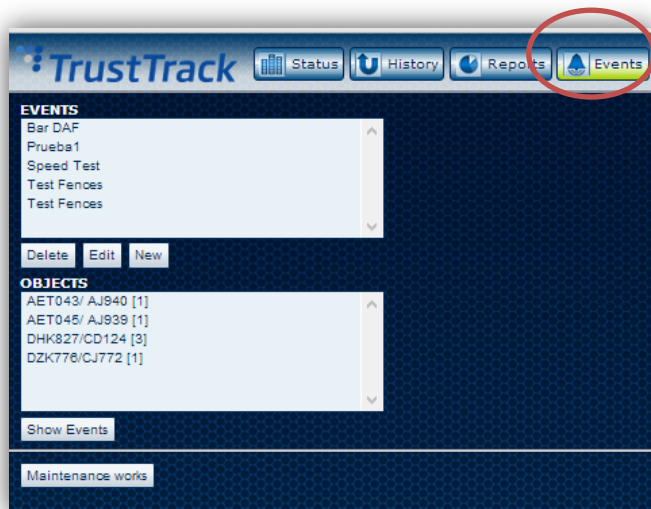 TrustTrack Status History Reports Events
EVENTS
Bar DAF
Prueba1
Speed Test
Test Fences
Test Fences
Delete Edit New
OBJECTS
AET043/ AJ940 [1]
AET045/ AJ939 [1]
DHK827/CD124 [3]
DZK776/CJ772 [1]
Show Events
Maintenance works